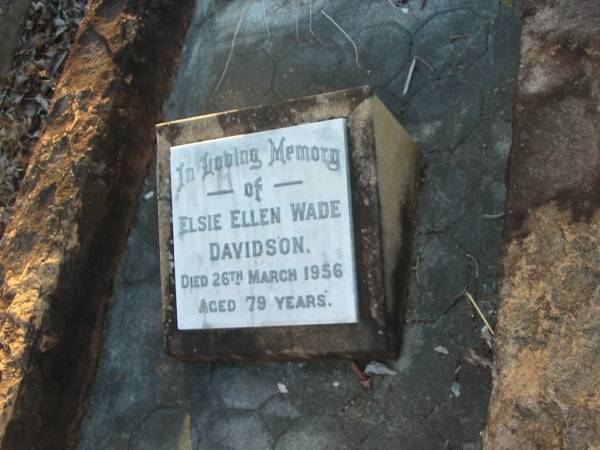 In Loving Memory
— of —
ELSIE ELLEN WADE
DAVIDSON.
DIED 26TH MARCH 1956
AGED 79 YEARS.